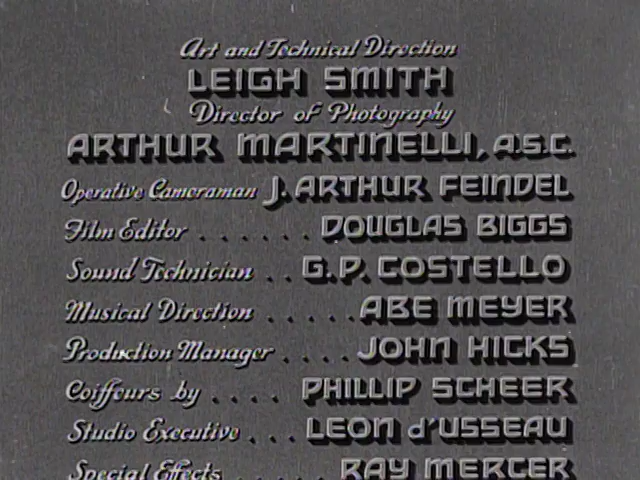 Art and Technical Direction
LEIGH SMITH
Director of Photography
ARTHUR MARTINELLI, A.S.C.
Operative Cameraman J. ARTHUR FEINDEL
Film Editor . . . . . . DOUGLAS BIGGS
Sound Technician . . G.P. COSTELLO
Musical Direction . . . . . ABE MEYER
Production Manager . . . . JOHN HICKS
Coiffeurs by . . . . PHILLIP SCHEER
Studio Executive . . . LEON d'USSEAU
Special Effects . . . . . RAY MERCER